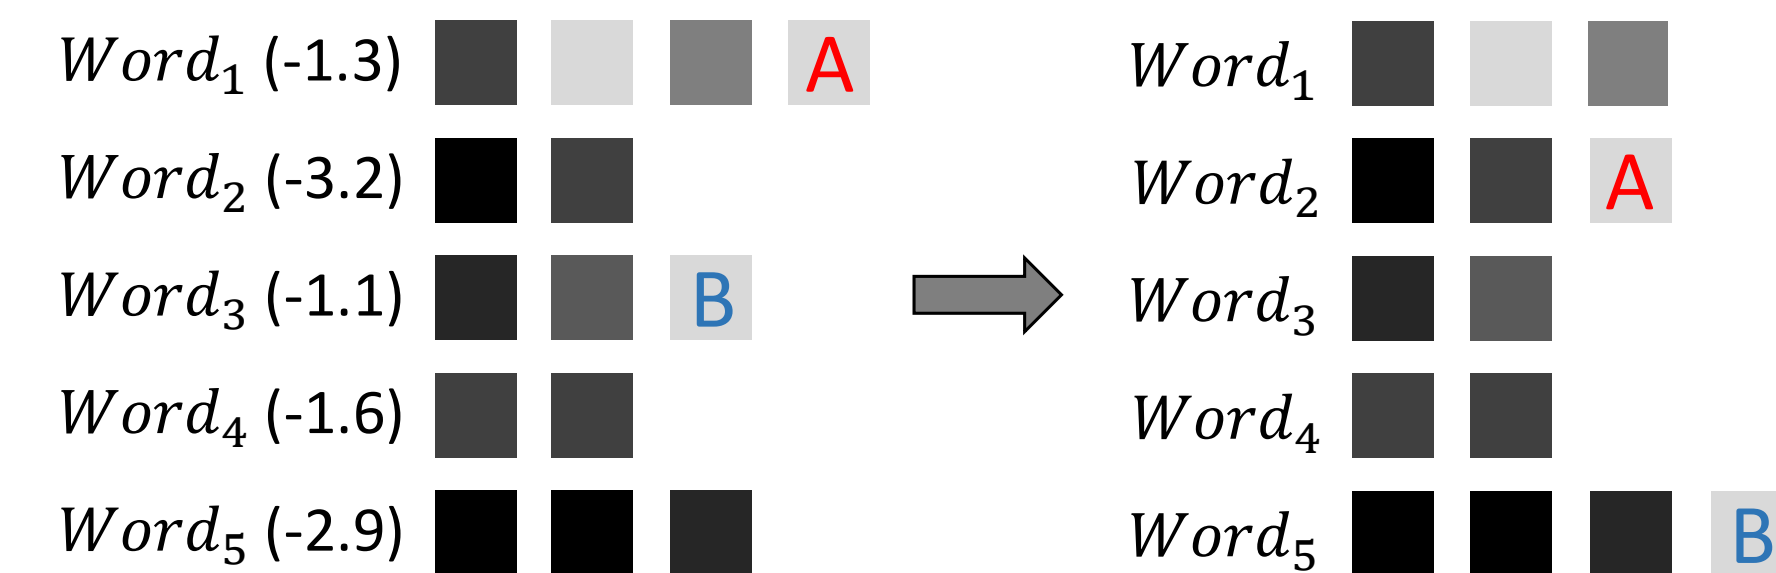 Word₁ (-1.3) A
Word₂ (-3.2)
Word₃ (-1.1) B
Word₄ (-1.6)
Word₅ (-2.9)
Word₁
Word₂ A
Word₃
Word₄
Word₅ B